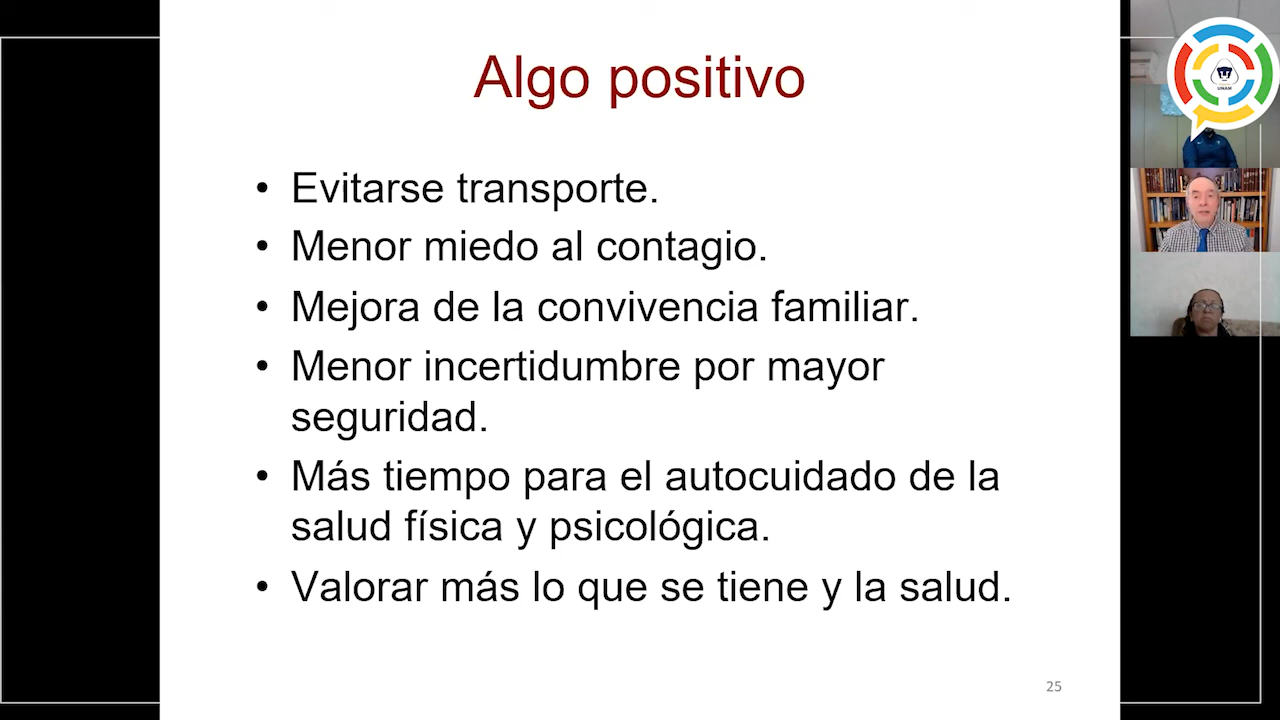 Algo positivo
• Evitarse transporte.
• Menor miedo al contagio.
• Mejora de la convivencia familiar.
• Menor incertidumbre por mayor
seguridad.
• Más tiempo para el autocuidado de la
salud física y psicológica.
• Valorar más lo que se tiene y la salud.
25
UNAM